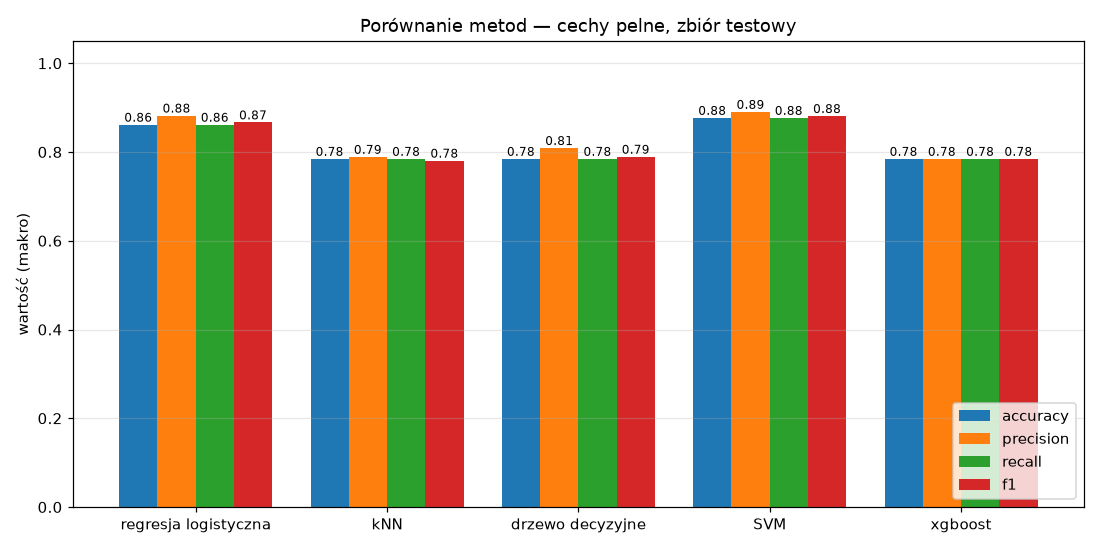 Porównanie metod — cechy pelne, zbiór testowy
wartość (makro)
1.0
0.8
0.6
0.4
0.2
0.0
0.86 0.88 0.86 0.87
0.78 0.79 0.78 0.78
0.78 0.81 0.78 0.79
0.88 0.89 0.88 0.88
0.78 0.78 0.78 0.78
accuracy
precision
recall
f1
regresja logistyczna
kNN
drzewo decyzyjne
SVM
xgboost